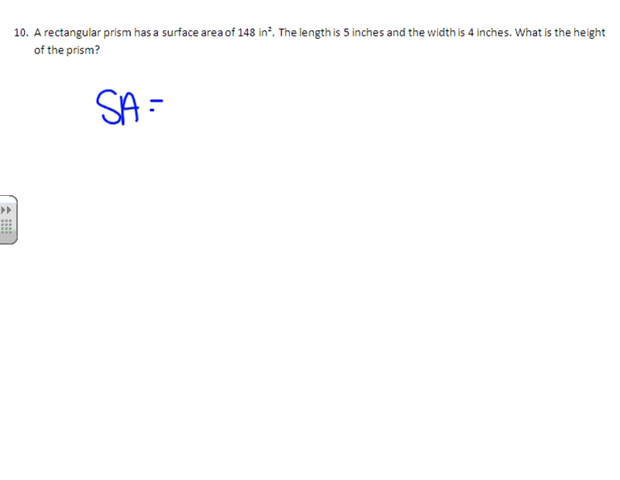 10. A rectangular prism has a surface area of 148 in². The length is 5 inches and the width is 4 inches. What is the height
of the prism?
SA =